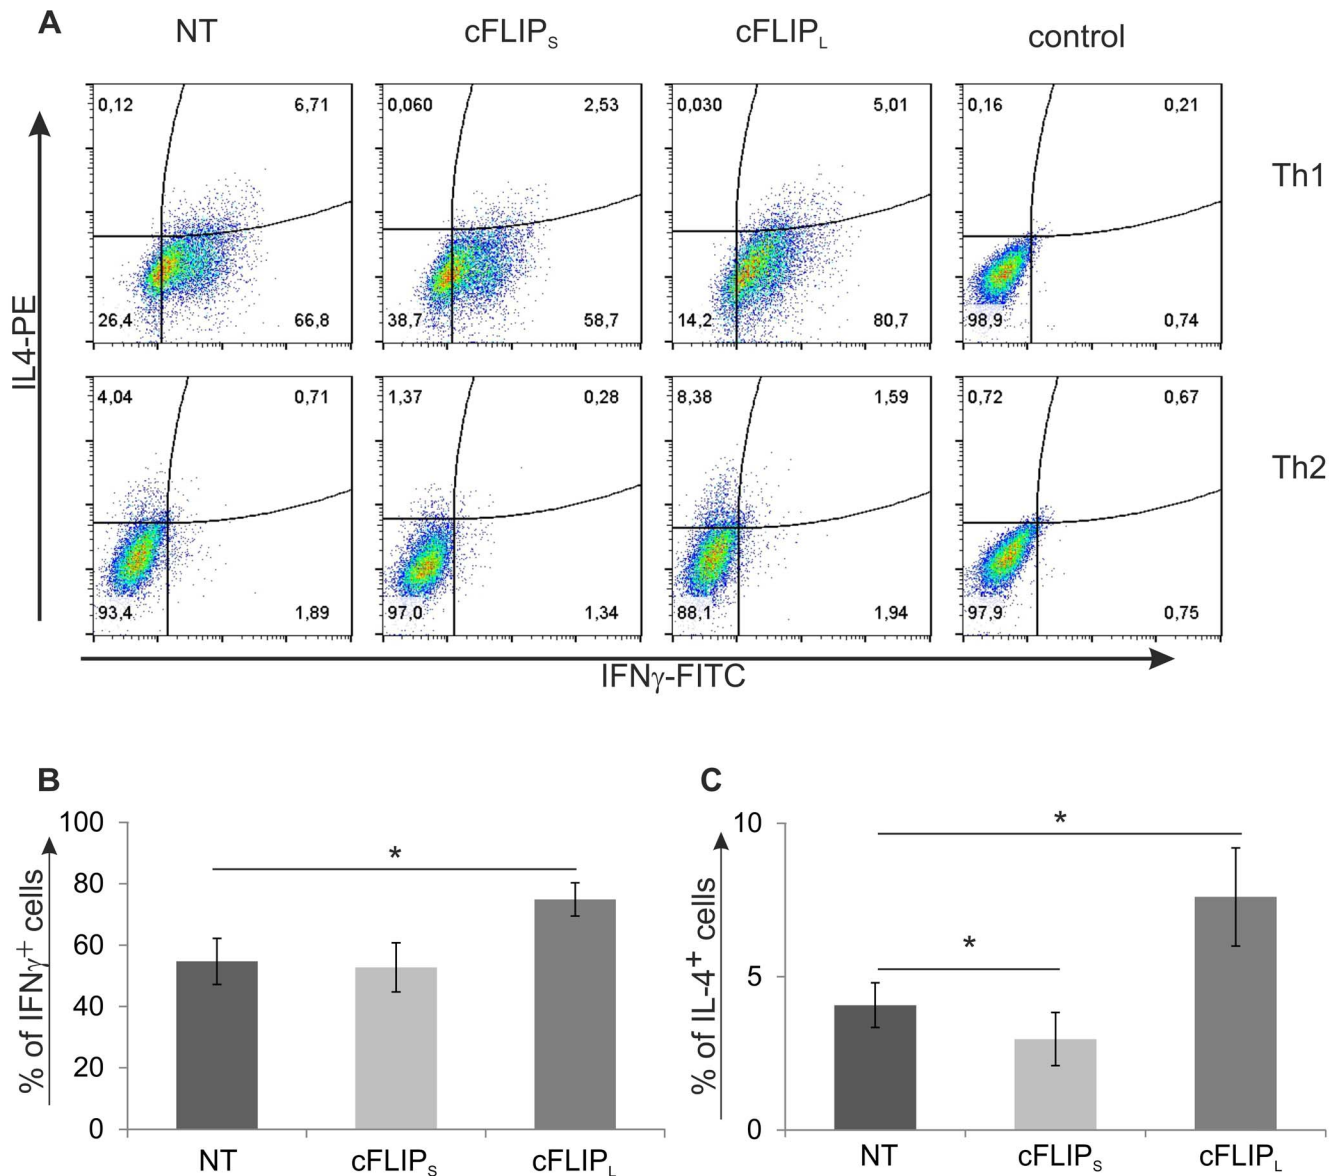 A
NT cFLIPS cFLIPL control
0,12 6,71 0,060 2,53 0,030 5,01 0,16 0,21
Th1
26,4 66,8 38,7 58,7 14,2 80,7 98,9 0,74
IL4-PE
4,04 0,71 1,37 0,28 8,38 1,59 0,72 0,67
Th2
93,4 1,89 97,0 1,34 88,1 1,94 97,9 0,75
IFNγ-FITC
B
% of IFNγ+ cells
100
80
60
40
20
0
*
NT cFLIPS cFLIPL
C
% of IL-4+ cells
10
5
0
*
*
NT cFLIPS cFLIPL